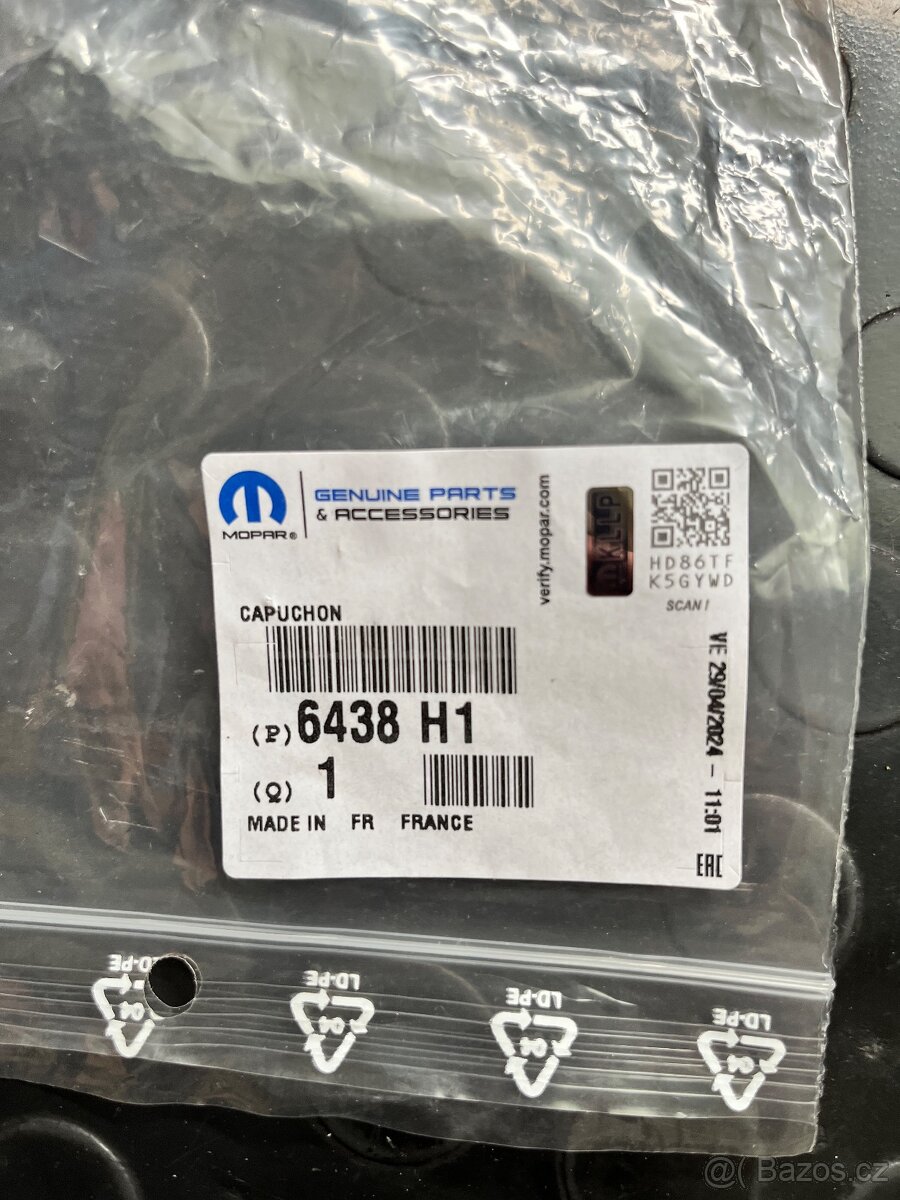 MOPAR®
GENUINE PARTS
& ACCESSORIES
verify.mopar.com
HD86TF
K5GYWD
SCAN!
CAPUCHON
(P) 6438 H1
(Q) 1
MADE IN FR FRANCE
VE 29/04/2024 - 11:01
EAC
LD-PE
04
LD-PE
04
LD-PE
04
LD-PE
04
@( Bazos.cz